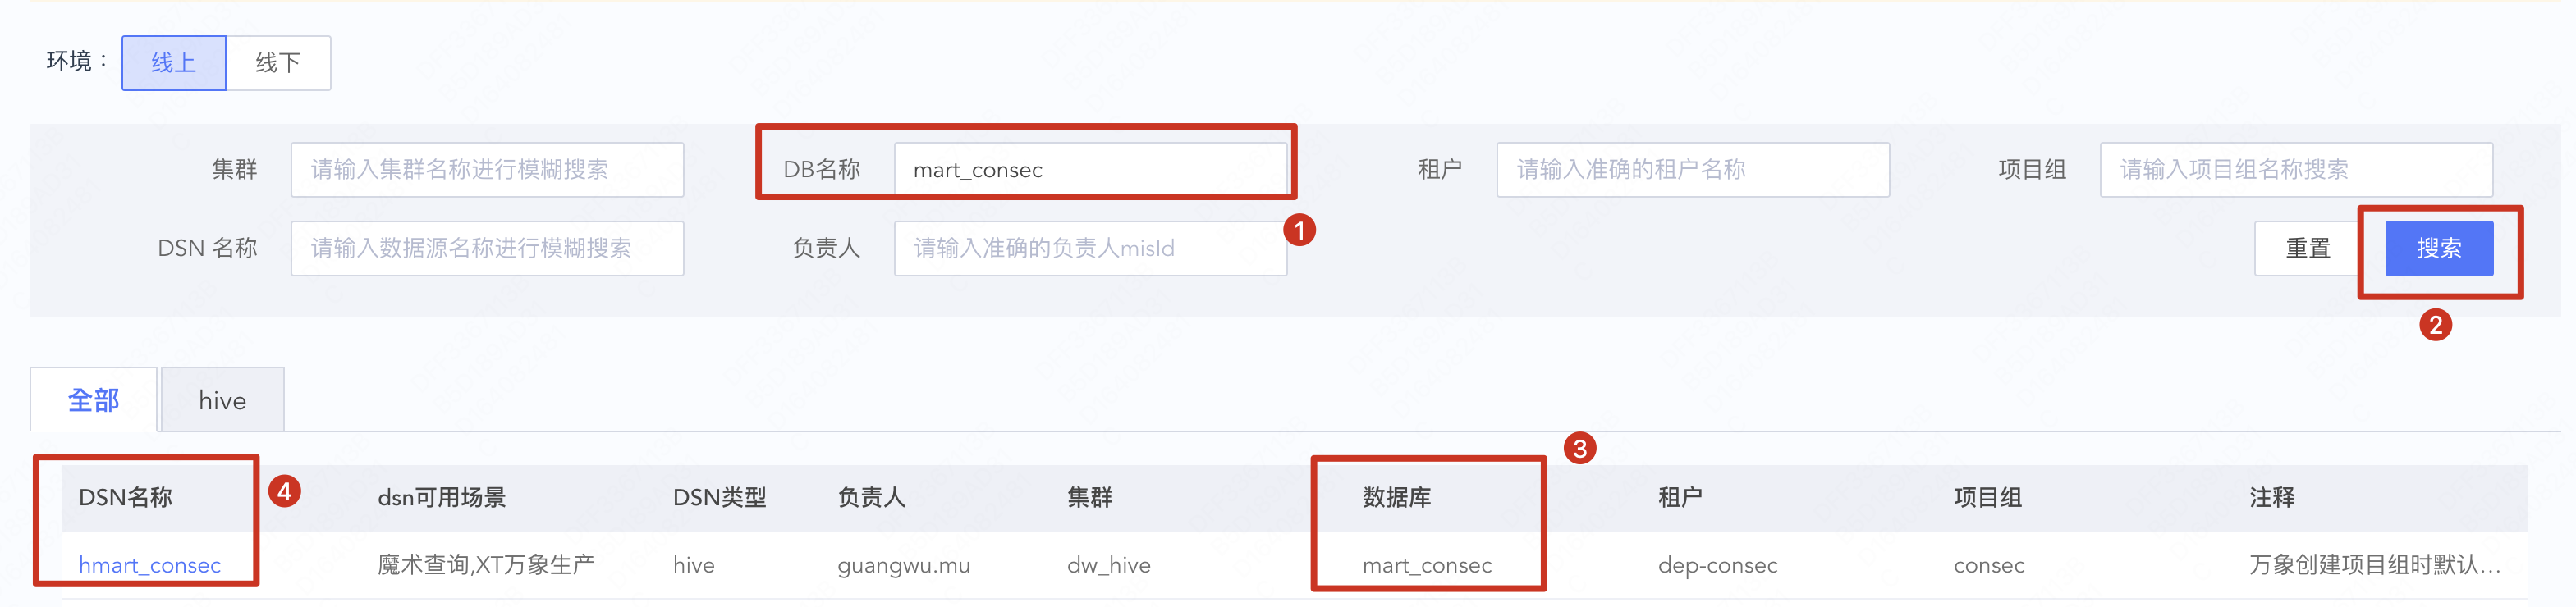 环境：
线上 线下
集群 请输入集群名称进行模糊搜索 DB名称 mart_consec 租户 请输入准确的租户名称 项目组 请输入项目组名称搜索
DSN 名称 请输入数据源名称进行模糊搜索 负责人 请输入准确的负责人misId 1 重置 搜索
2
全部 hive
3
DSN名称 4 dsn可用场景 DSN类型 负责人 集群 数据库 租户 项目组 注释
hmart_consec 魔术查询,XT万象生产 hive guangwu.mu dw_hive mart_consec dep-consec consec 万象创建项目组时默认...